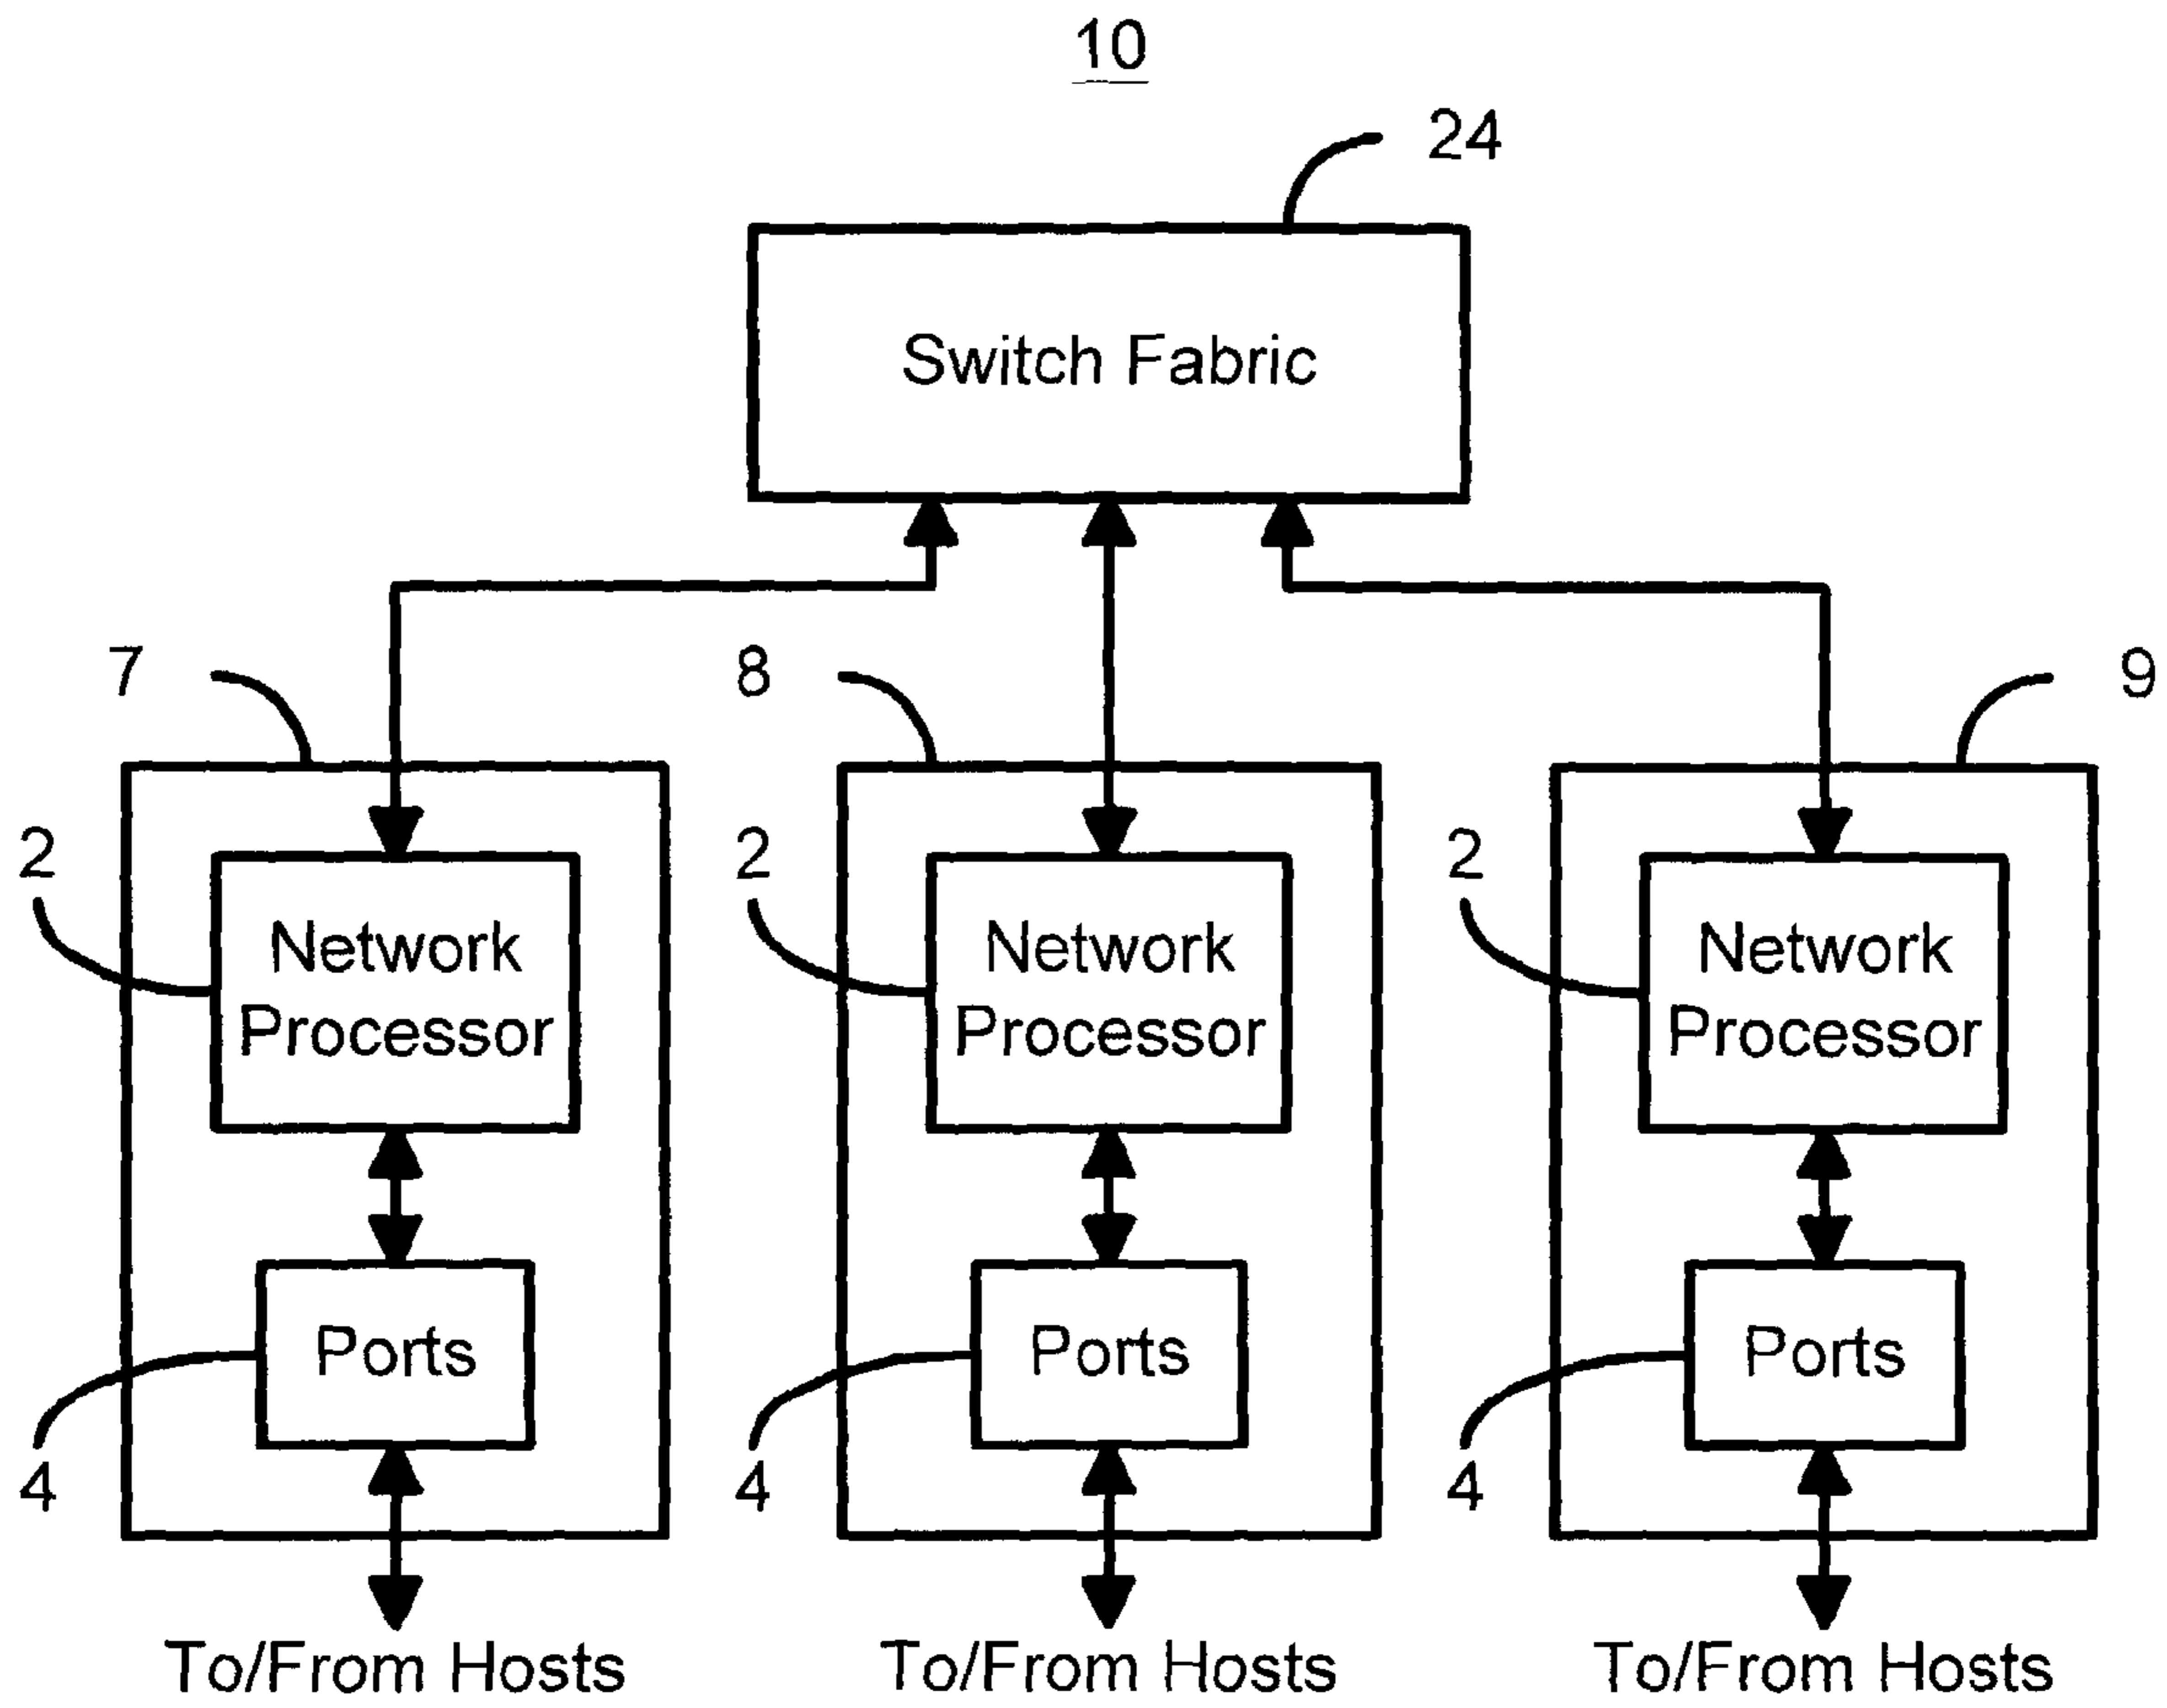 10
24
Switch Fabric
7
8
9
2
2
2
Network
Processor
Network
Processor
Network
Processor
Ports
Ports
Ports
4
4
4
To/From Hosts
To/From Hosts
To/From Hosts